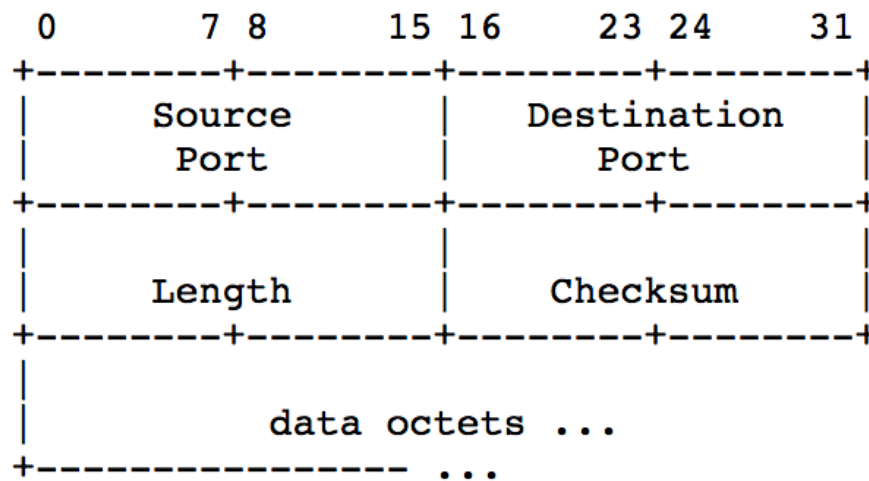 0 7 8 15 16 23 24 31
+--------+--------+--------+--------+
| Source | Destination |
| Port | Port |
+--------+--------+--------+--------+
| | |
| Length | Checksum |
+--------+--------+--------+--------+
|
| data octets ...
+---------------- ...